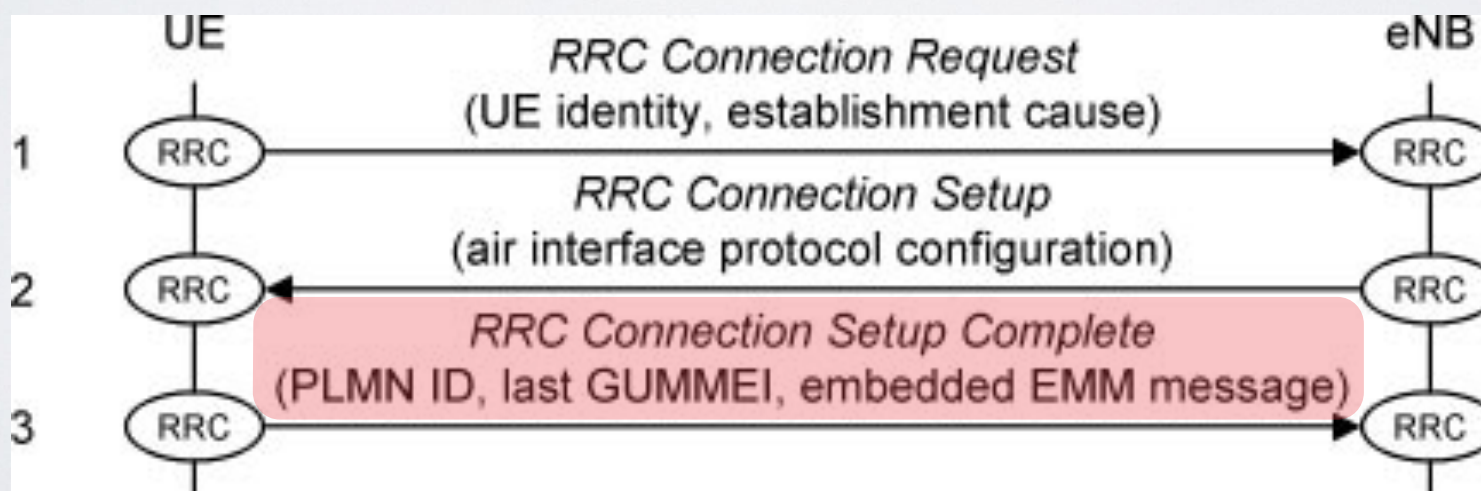 UE
eNB
RRC Connection Request
(UE identity, establishment cause)
1
RRC
RRC
RRC Connection Setup
(air interface protocol configuration)
2
RRC
RRC
RRC Connection Setup Complete
(PLMN ID, last GUMMEI, embedded EMM message)
3
RRC
RRC